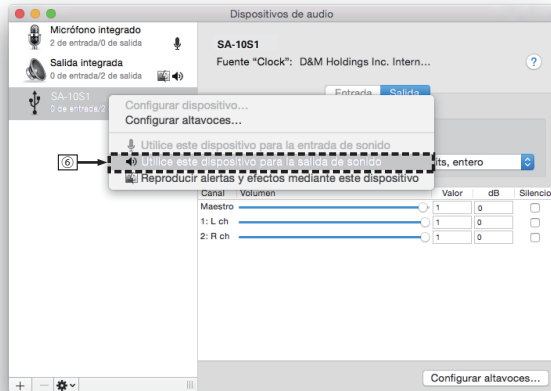 Dispositivos de audio
Micrófono integrado
2 de entrada/0 de salida
Salida integrada
0 de entrada/2 de salida
SA-10S1
0 de entrada/2
SA-10S1
Fuente “Clock”: D&M Holdings Inc. Intern...
?
Entrada Salida
Configurar dispositivo...
Configurar altavoces...
Utilice este dispositivo para la entrada de sonido
6 Utilice este dispositivo para la salida de sonido
Reproducir alertas y efectos mediante este dispositivo
its, entero
Canal Volumen Valor dB Silencio
Maestro 1 0
1: L ch 1 0
2: R ch 1 0
Configurar altavoces...